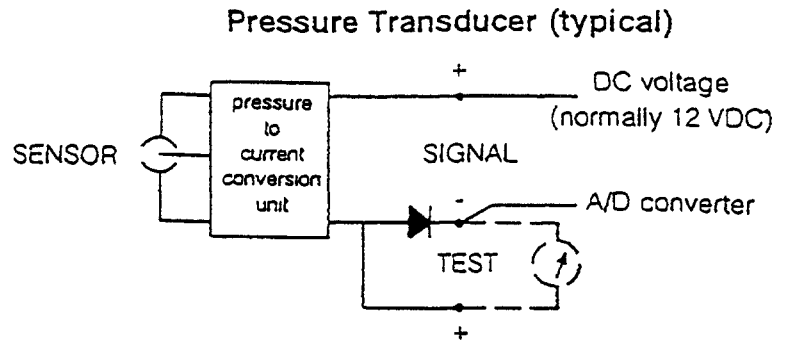 Pressure Transducer (typical)
+
DC voltage
(normally 12 VDC)
pressure
to
current
conversion
unit
SENSOR
SIGNAL
-
A/D converter
TEST
+